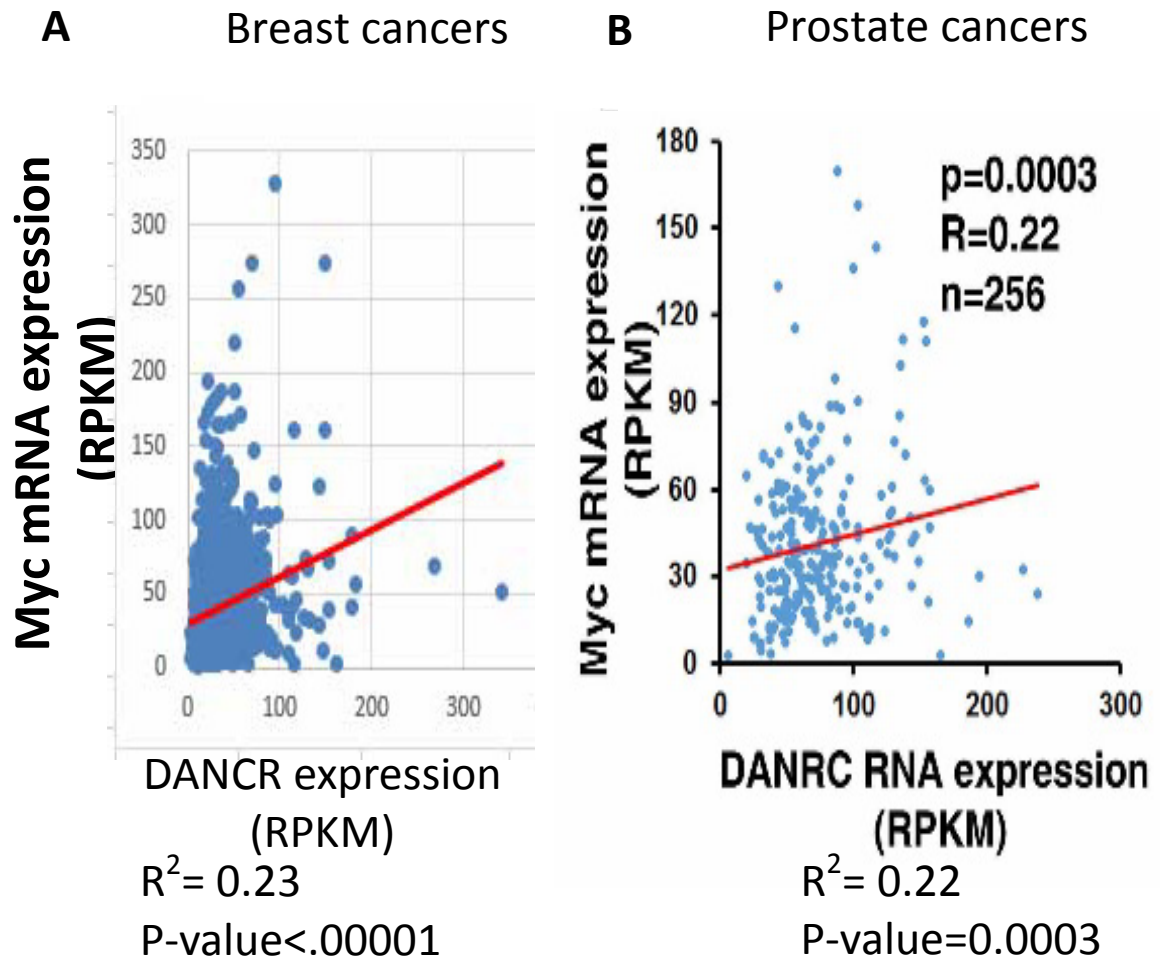 A
Breast cancers
Myc mRNA expression
(RPKM)
350
300
250
200
150
100
50
0
0 100 200 300
DANCR expression
(RPKM)
R²= 0.23
P-value<.00001
B
Prostate cancers
Myc mRNA expression
(RPKM)
180
150
120
90
60
30
0
p=0.0003
R=0.22
n=256
0 100 200 300
DANRC RNA expression
(RPKM)
R²= 0.22
P-value=0.0003